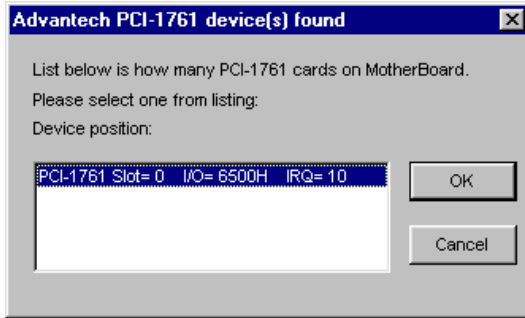 Advantech PCI-1761 device(s) found
List below is how many PCI-1761 cards on MotherBoard.
Please select one from listing:
Device position:
PCI-1761 Slot= 0 I/O= 6500H IRQ= 10
OK
Cancel